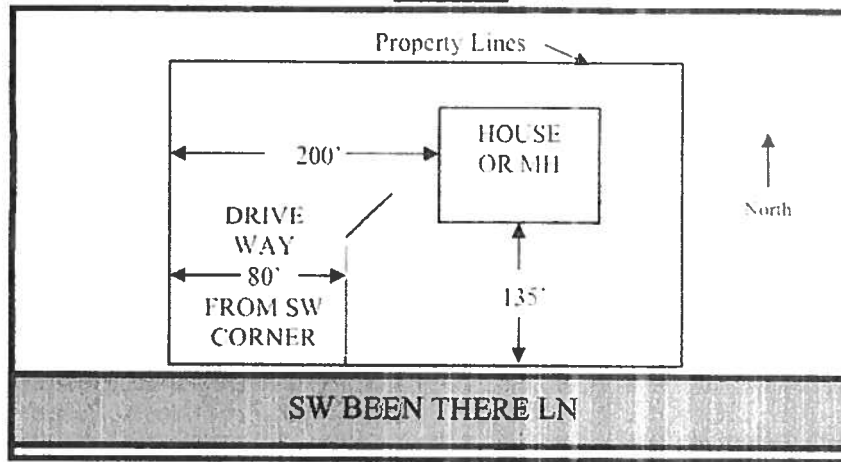 Property Lines
HOUSE
OR MH
200'
North
DRIVE
WAY
80'
FROM SW
CORNER
135'
SW BEEN THERE LN